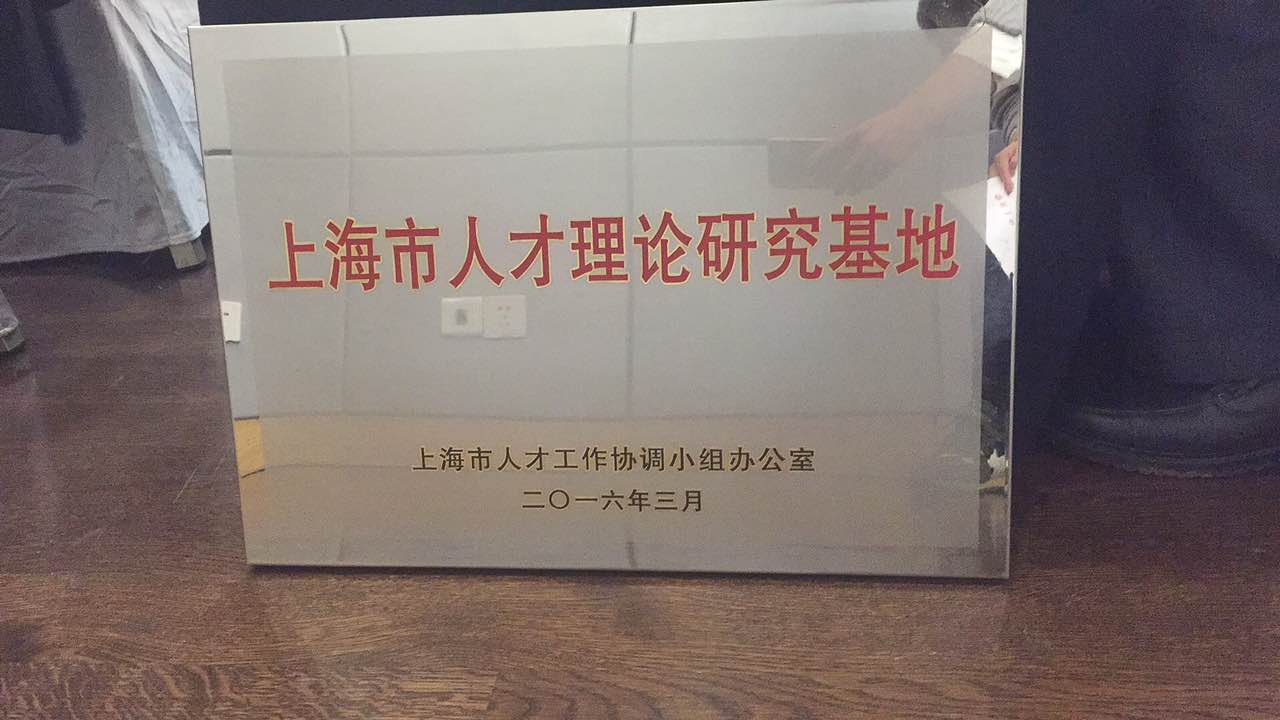 上海市人才理论研究基地
上海市人才工作协调小组办公室
二〇一六年三月